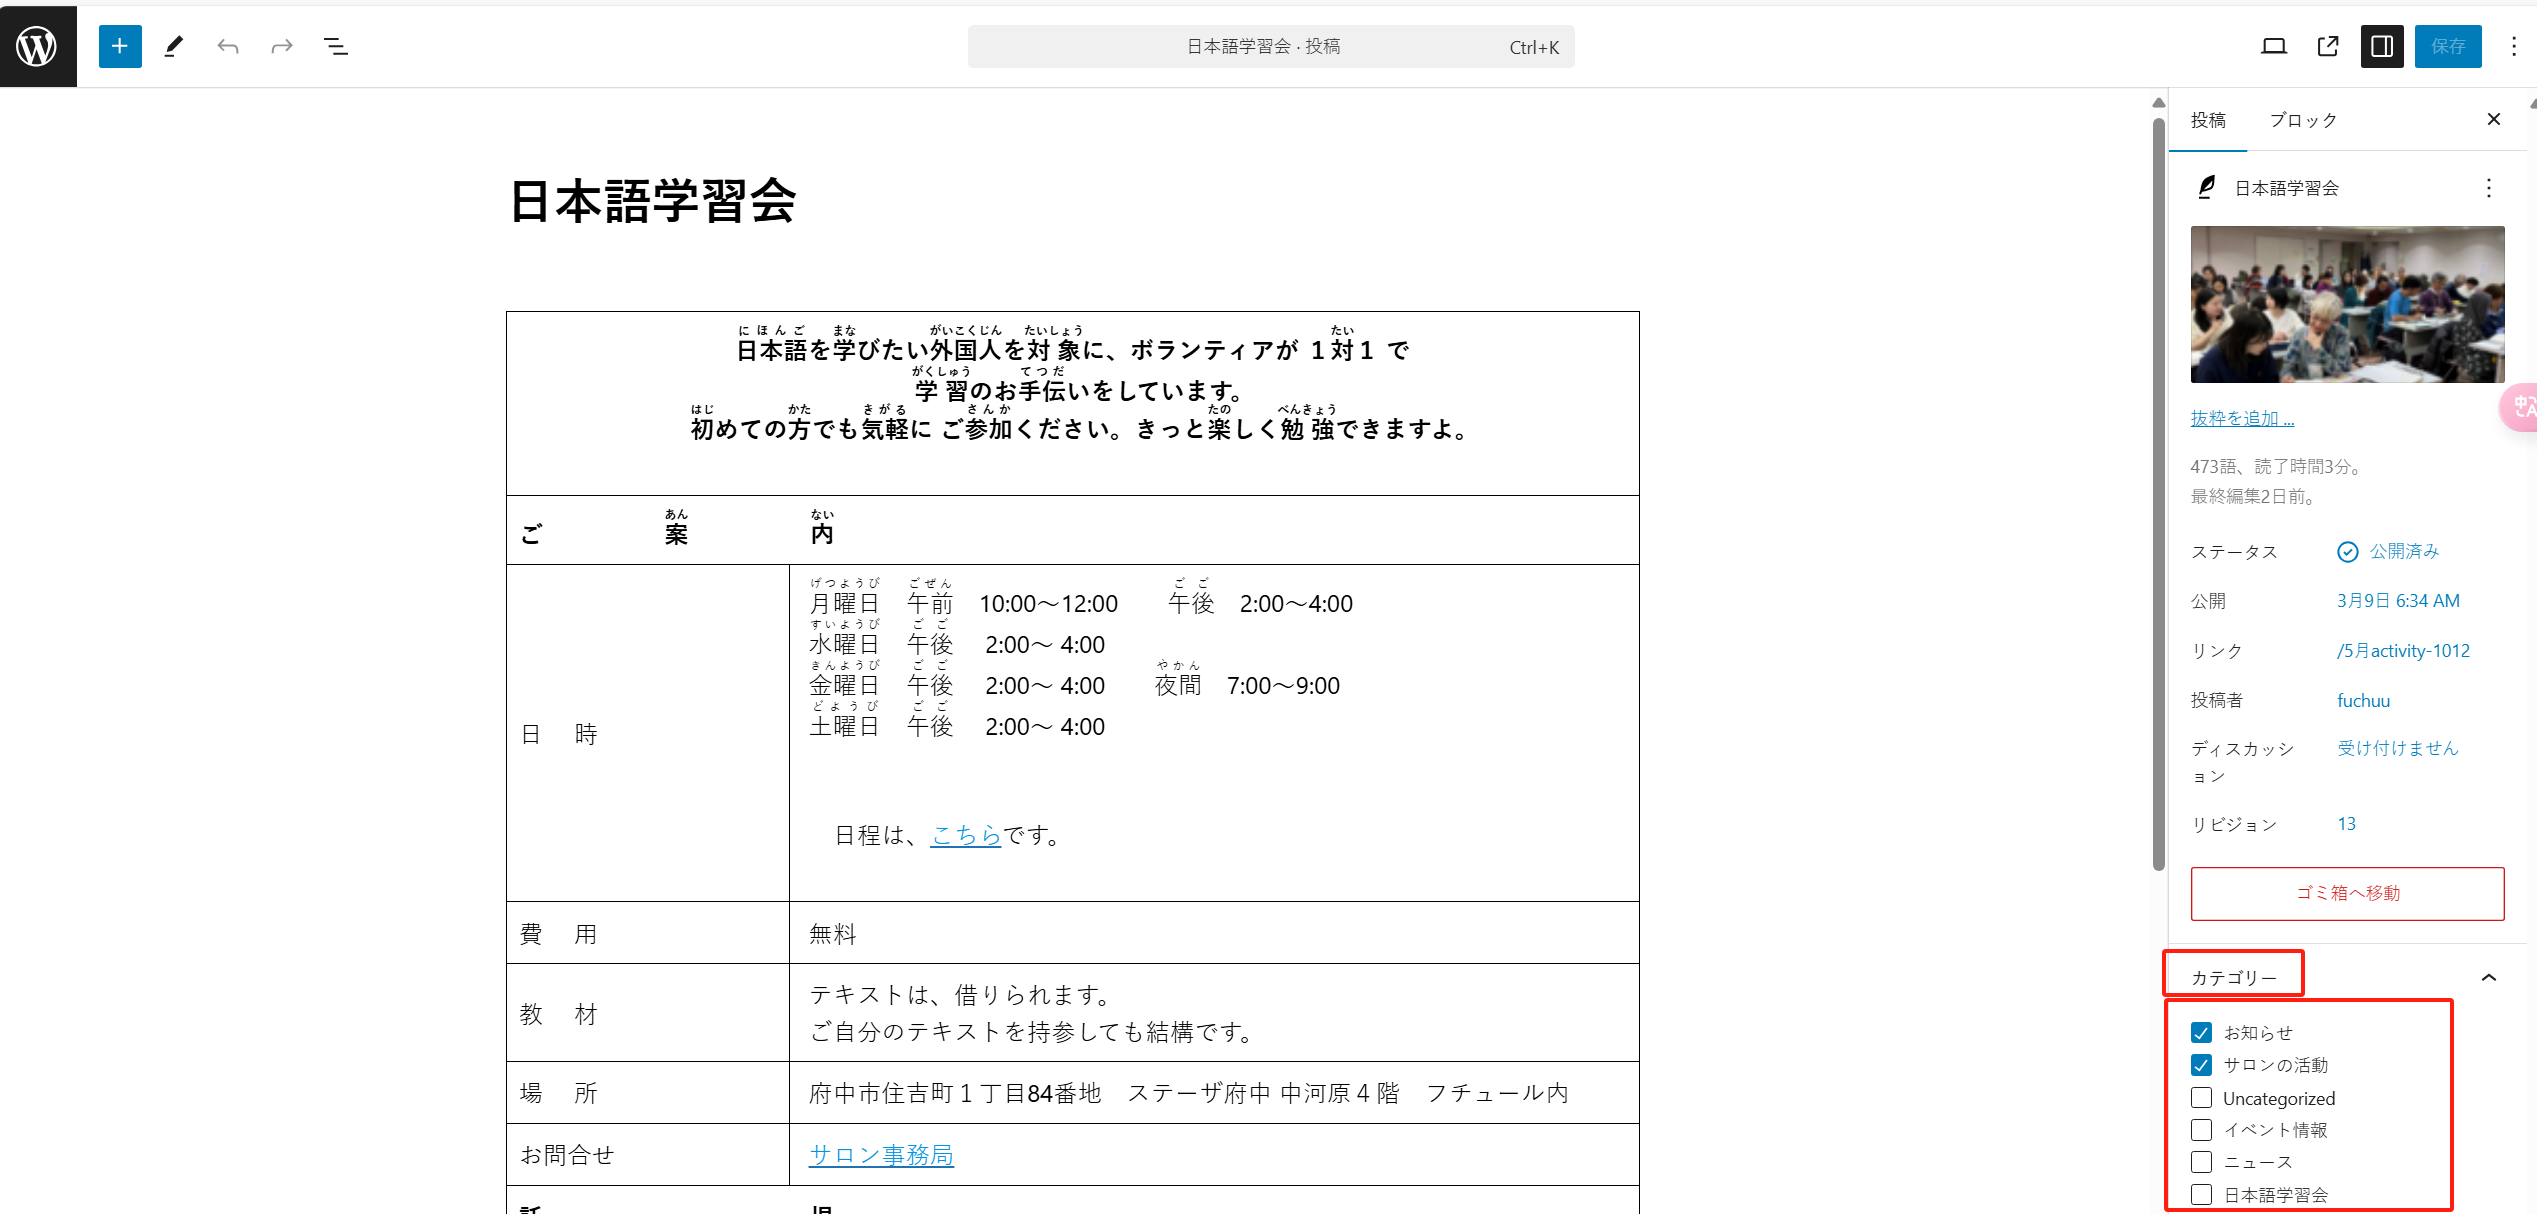 日本語学習会 · 投稿
Ctrl+K
保存
日本語学習会
にほんご まな がいこくじん たいしょう たい
日本語を学びたい外国人を対象に、ボランティアが 1対1 で
がくしゅう てつだ
学習のお手伝いをしています。
はじ かた きがる さんか たの べんきょう
初めての方でも気軽に ご参加ください。きっと楽しく勉強できますよ。
あん ない
ご 案 内
げつようび ごぜん ごご
月曜日 午前 10:00～12:00 午後 2:00～4:00
すいようび ごご
水曜日 午後 2:00～ 4:00
きんようび ごご やかん
金曜日 午後 2:00～ 4:00 夜間 7:00～9:00
どようび ごご
土曜日 午後 2:00～ 4:00
日 時
日程は、こちらです。
費 用
無料
教 材
テキストは、借りられます。
ご自分のテキストを持参しても結構です。
場 所
府中市住吉町１丁目84番地 ステーザ府中 中河原４階 フチュール内
お問合せ
サロン事務局
投稿
ブロック
日本語学習会
抜粋を追加 ...
473語、読了時間3分。
最終編集2日前。
ステータス
公開済み
公開
3月9日 6:34 AM
リンク
/5月activity-1012
投稿者
fuchuu
ディスカッシ
ョン
受け付けません
リビジョン
13
ゴミ箱へ移動
カテゴリー
お知らせ
サロンの活動
Uncategorized
イベント情報
ニュース
日本語学習会